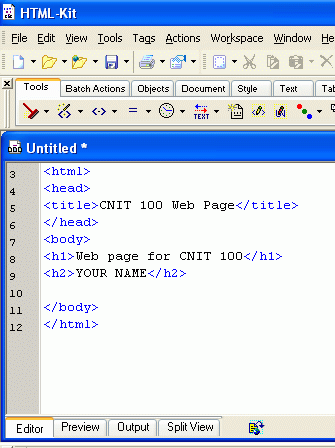 HTML-Kit
File Edit View Tools Tags Actions Workspace Window Help
Tools Batch Actions Objects Document Style Text
TEXT
Untitled *
3 <html>
4 <head>
5 <title>CNIT 100 Web Page</title>
6 </head>
7 <body>
8 <h1>Web page for CNIT 100</h1>
9 <h2>YOUR NAME</h2>
10
11 </body>
12 </html>
Editor Preview Output Split View